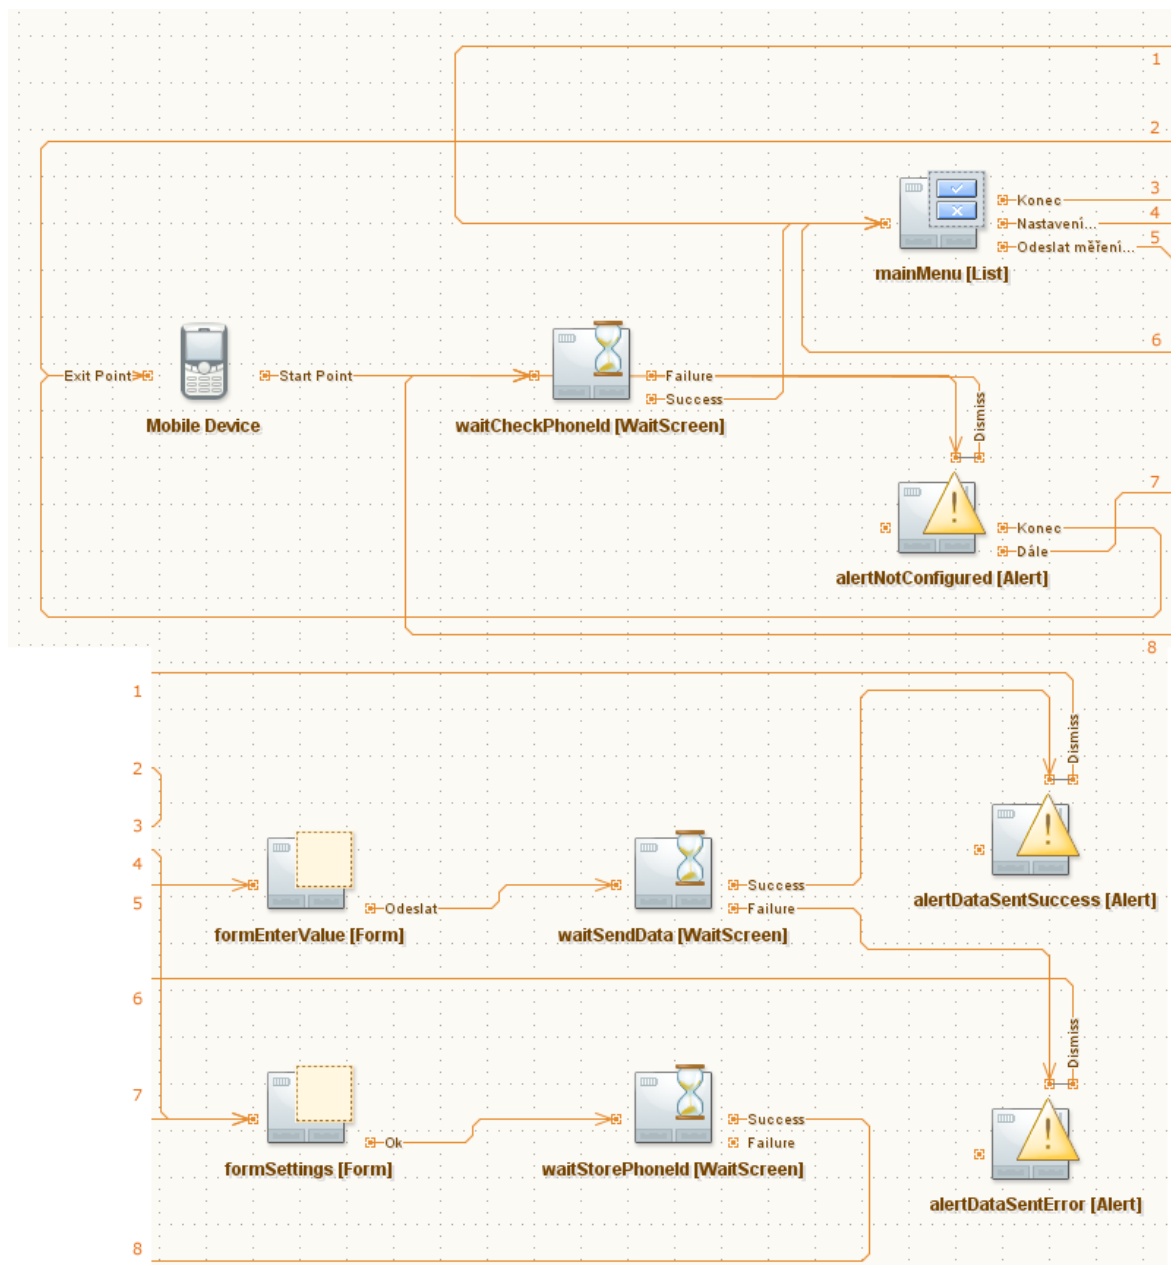 1
2
3
Konec
4
Nastavení...
5
Odeslat měření...
mainMenu [List]
6
Exit Point
Start Point
Failure
Success
Dismiss
Mobile Device
waitCheckPhoneId [WaitScreen]
7
Konec
Dále
alertNotConfigured [Alert]
8
1
Dismiss
2
3
4
5
Success
Odeslat
Failure
alertDataSentSuccess [Alert]
formEnterValue [Form]
waitSendData [WaitScreen]
6
Dismiss
7
Success
Ok
Failure
formSettings [Form]
waitStorePhoneId [WaitScreen]
alertDataSentError [Alert]
8